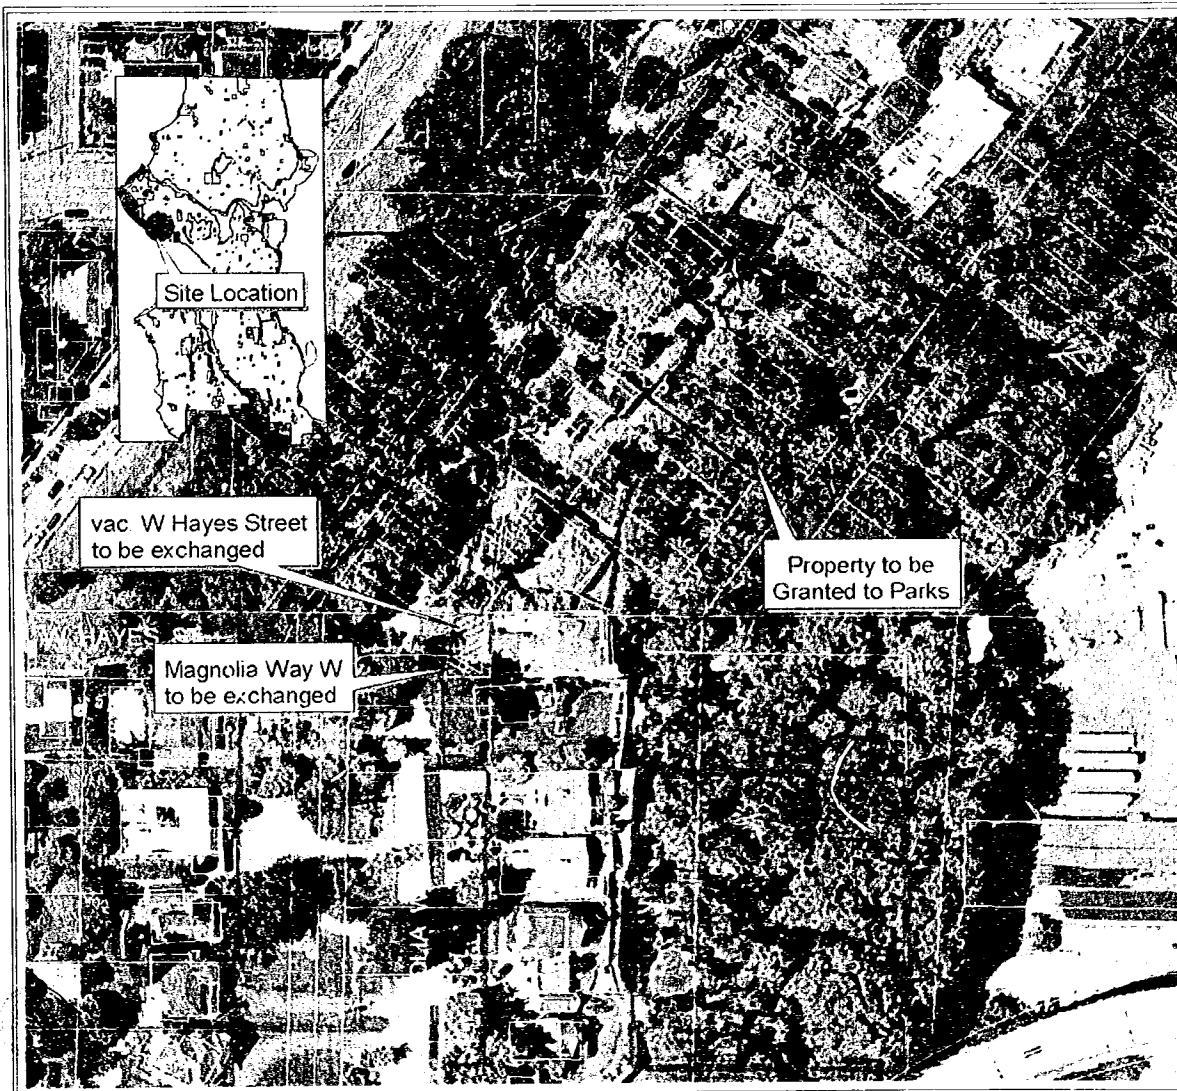 Site Location
vac. W Hayes Street
to be exchanged
Property to be
Granted to Parks
W HAYES
Magnolia Way W
to be exchanged